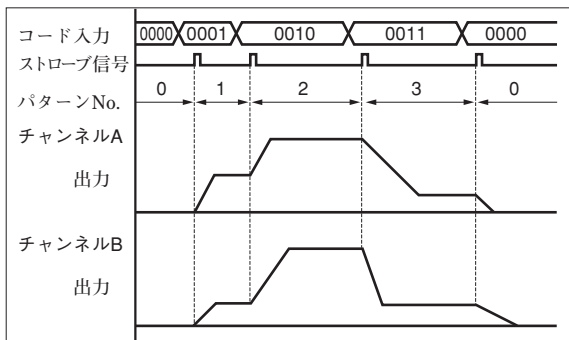 コード入力 0000 0001 0010 0011 0000
ストローブ信号
パターンNo. 0 1 2 3 0
チャンネルA
出力
チャンネルB
出力